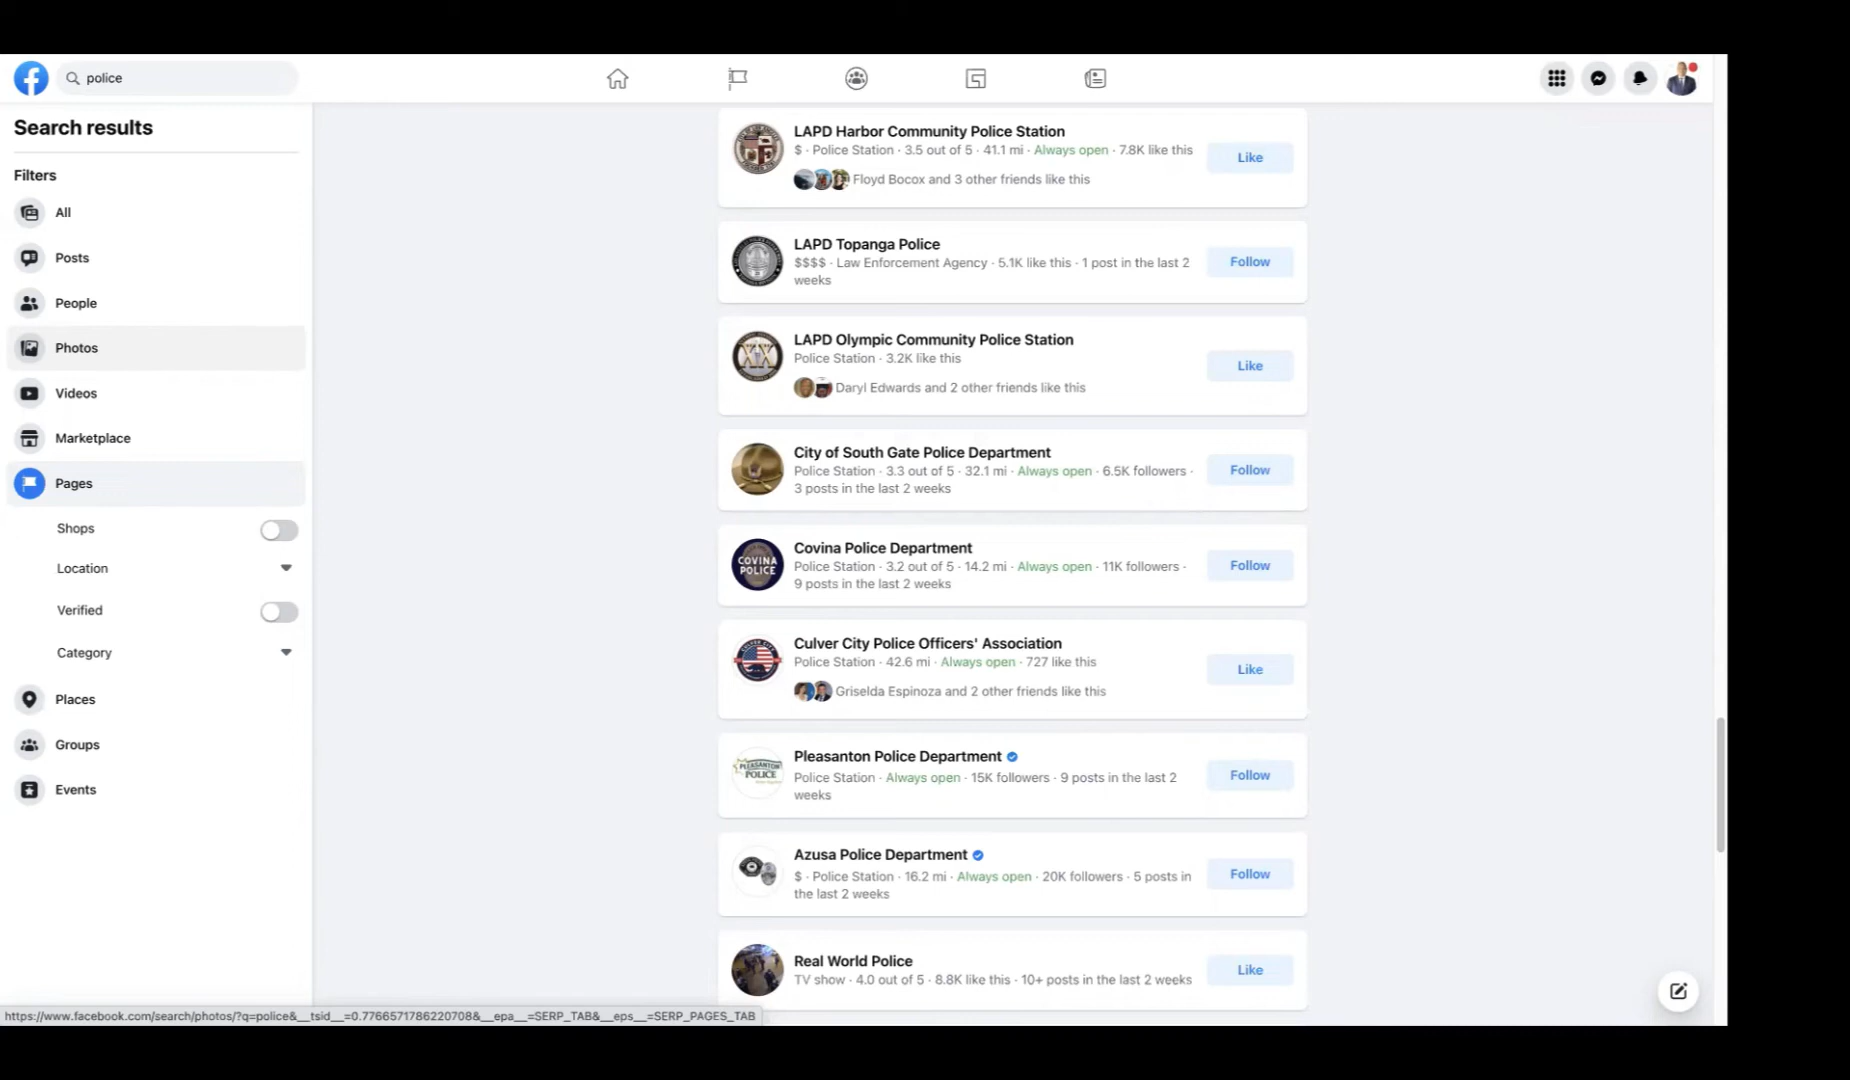 police
Search results
Filters
All
Posts
People
Photos
Videos
Marketplace
Pages
Shops
Location
Verified
Category
Places
Groups
Events
LAPD Harbor Community Police Station
$ · Police Station · 3.5 out of 5 · 41.1 mi · Always open · 7.8K like this
Floyd Bocox and 3 other friends like this
Like
LAPD Topanga Police
$$$$ · Law Enforcement Agency · 5.1K like this · 1 post in the last 2
weeks
Follow
LAPD Olympic Community Police Station
Police Station · 3.2K like this
Daryl Edwards and 2 other friends like this
Like
City of South Gate Police Department
Police Station · 3.3 out of 5 · 32.1 mi · Always open · 6.5K followers ·
3 posts in the last 2 weeks
Follow
COVINA
POLICE
Covina Police Department
Police Station · 3.2 out of 5 · 14.2 mi · Always open · 11K followers ·
9 posts in the last 2 weeks
Follow
Culver City Police Officers' Association
Police Station · 42.6 mi · Always open · 727 like this
Griselda Espinoza and 2 other friends like this
Like
PLEASANTON
POLICE
Pleasanton Police Department
Police Station · Always open · 15K followers · 9 posts in the last 2
weeks
Follow
Azusa Police Department
$ · Police Station · 16.2 mi · Always open · 20K followers · 5 posts in
the last 2 weeks
Follow
Real World Police
TV show · 4.0 out of 5 · 8.8K like this · 10+ posts in the last 2 weeks
Like
https://www.facebook.com/search/photos/?q=police&__tsid__=0.7766571786220708&__epa__=SERP_TAB&__eps__=SERP_PAGES_TAB